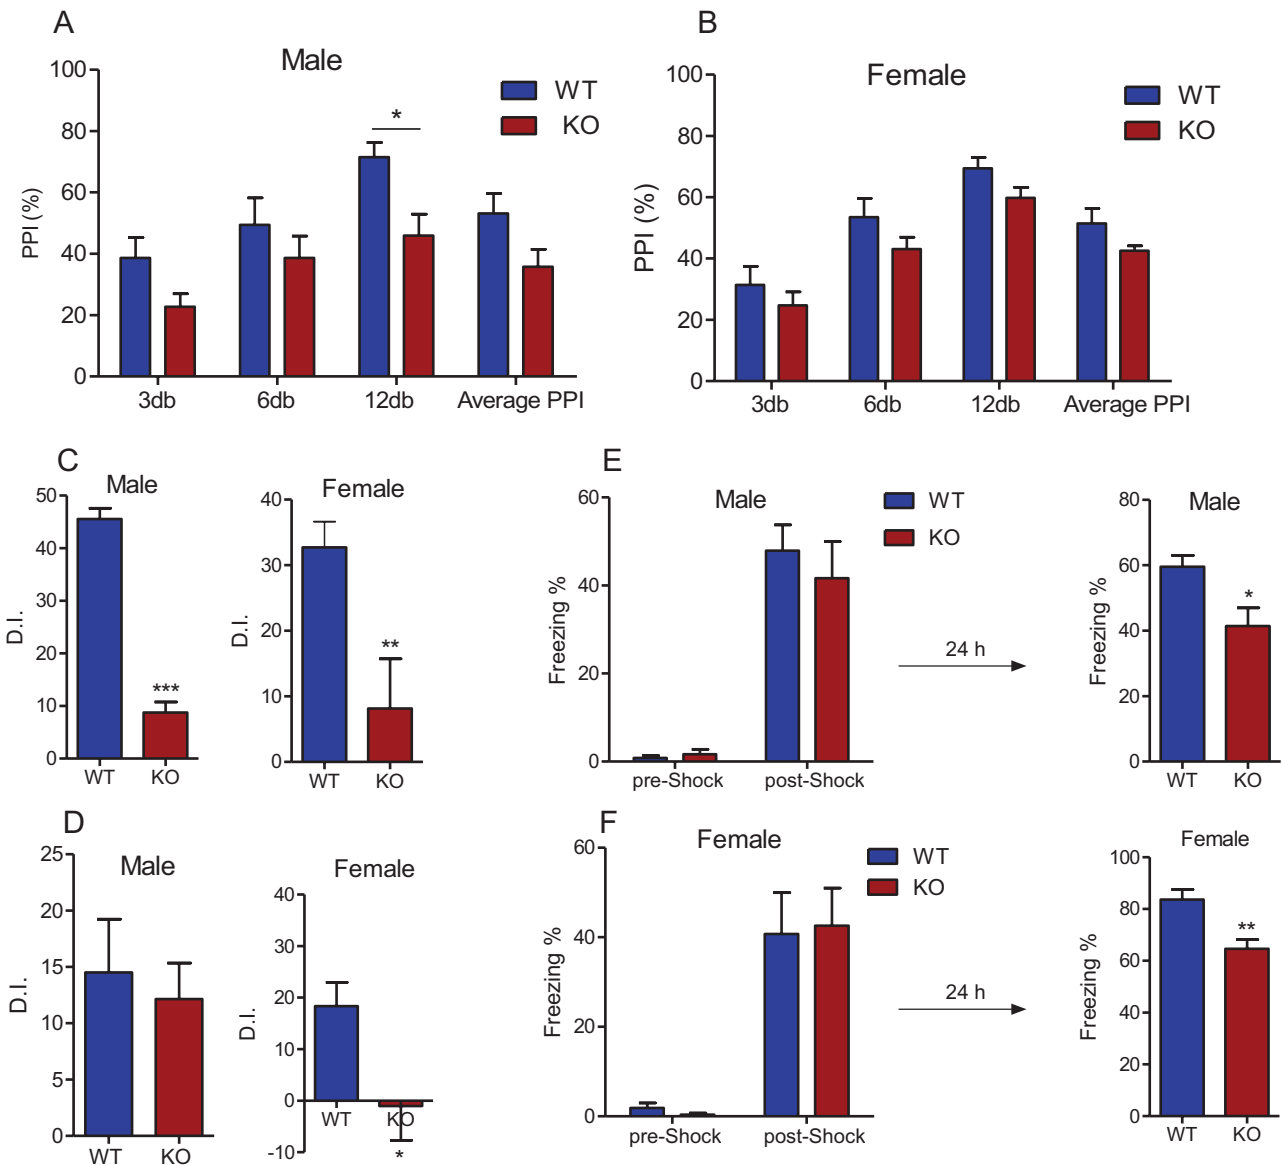 A
Male
100
80
60
40
20
0
PPI (%)
WT
KO
*
3db
6db
12db
Average PPI
B
Female
100
80
60
40
20
0
PPI (%)
WT
KO
3db
6db
12db
Average PPI
C
Male
50
40
30
20
10
0
D.I.
***
WT
KO
Female
40
30
20
10
0
D.I.
**
WT
KO
E
Male
60
40
20
0
Freezing %
WT
KO
pre-Shock
post-Shock
24 h
Male
80
60
40
20
0
Freezing %
*
WT
KO
D
Male
25
20
15
10
5
0
D.I.
WT
KO
Female
40
30
20
10
0
-10
D.I.
WT
KO
*
F
Female
60
40
20
0
Freezing %
WT
KO
pre-Shock
post-Shock
24 h
Female
100
80
60
40
20
0
Freezing %
**
WT
KO